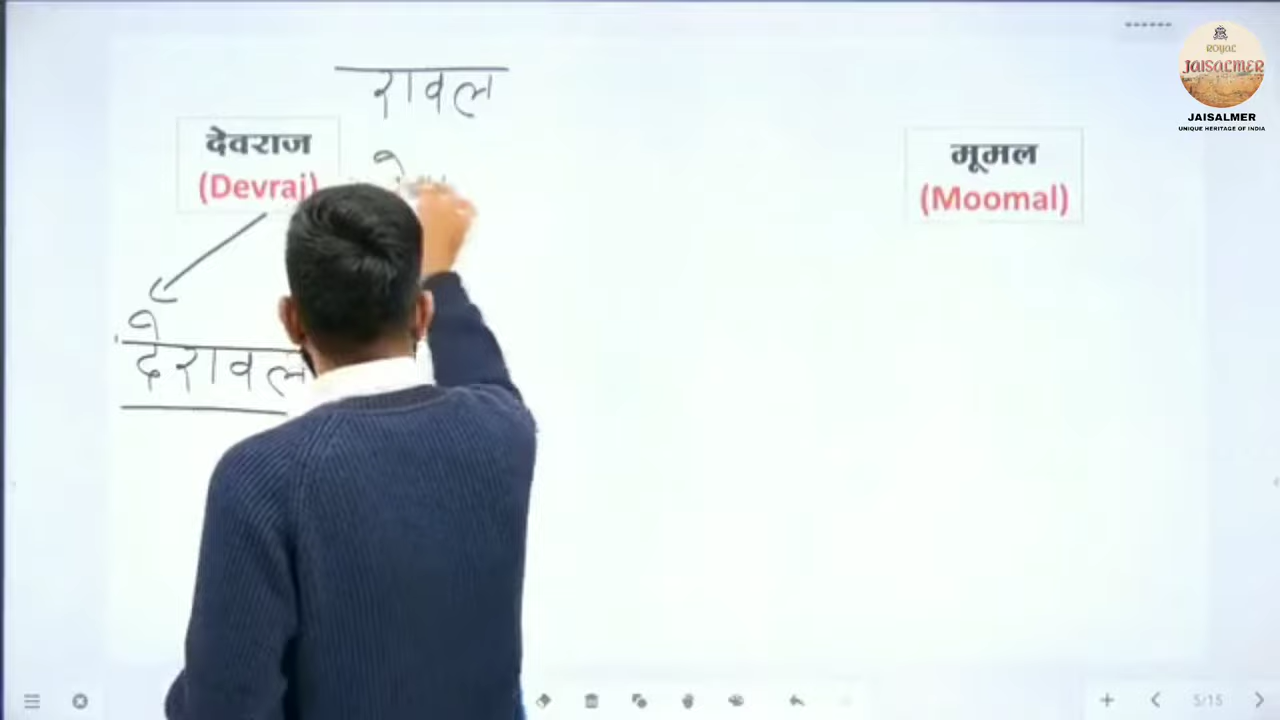 रावल
देवराज
(Devraj)
मूमल
(Moomal)
देरावल
ROYAL
JAISALMER
JAISALMER
UNIQUE HERITAGE OF INDIA
5/15